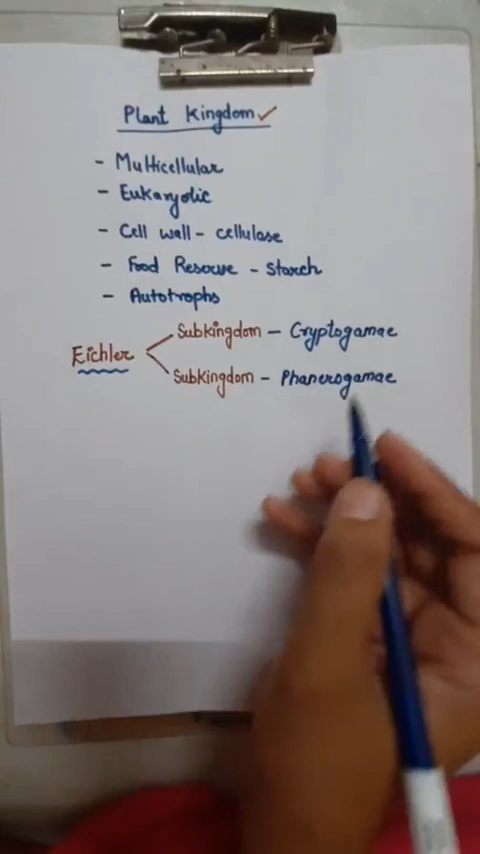 Plant Kingdom ✓
- Multicellular
- Eukaryotic
- Cell wall - cellulase
- Food Reserve - Starch
- Autotrophs
Eichler
Subkingdom - Cryptogamae
Subkingdom - Phanerogamae